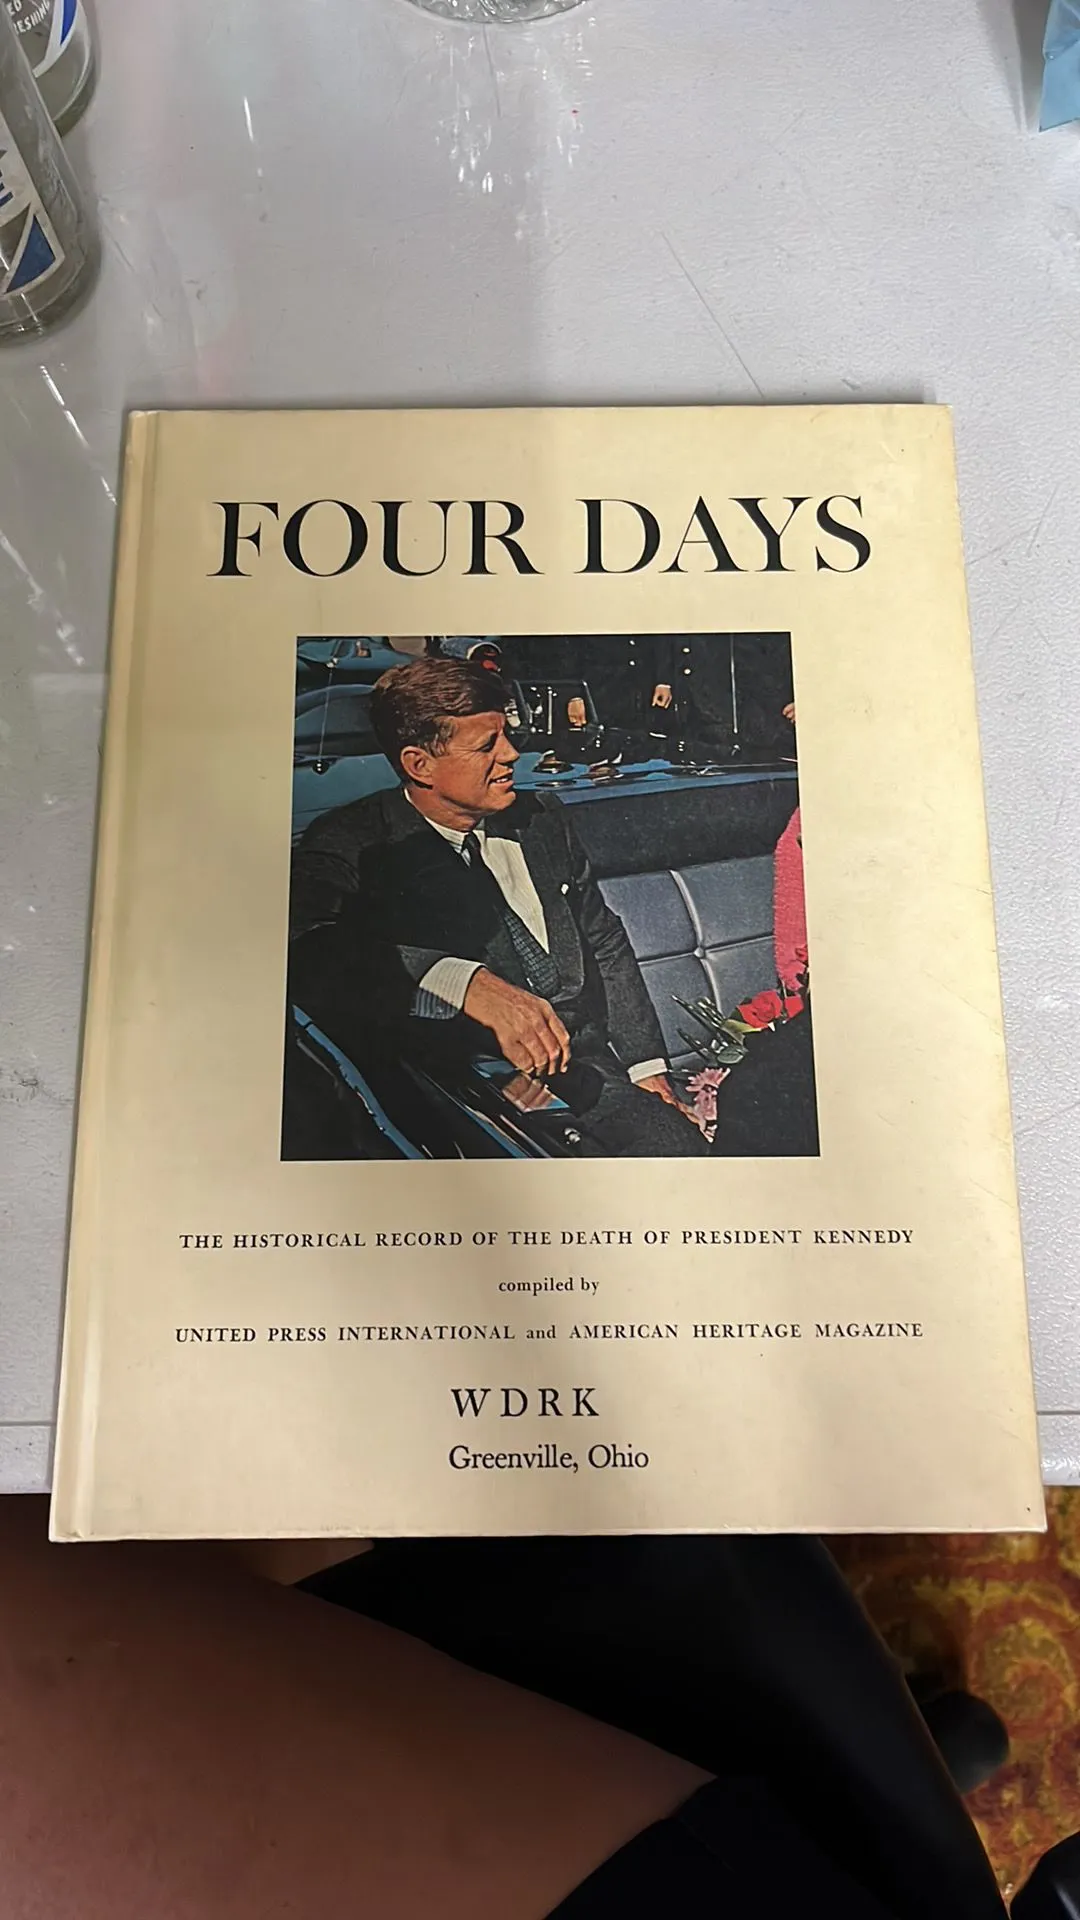 FOUR DAYS
THE HISTORICAL RECORD OF THE DEATH OF PRESIDENT KENNEDY
compiled by
UNITED PRESS INTERNATIONAL and AMERICAN HERITAGE MAGAZINE
WDRK
Greenville, Ohio